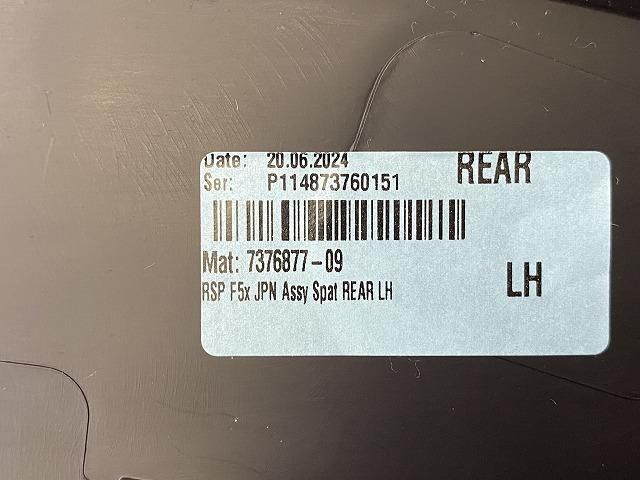 Date: 20.06.2024 REAR
Ser: P114873760151
Mat: 7376877-09
RSP F5x JPN Assy Spat REAR LH
LH